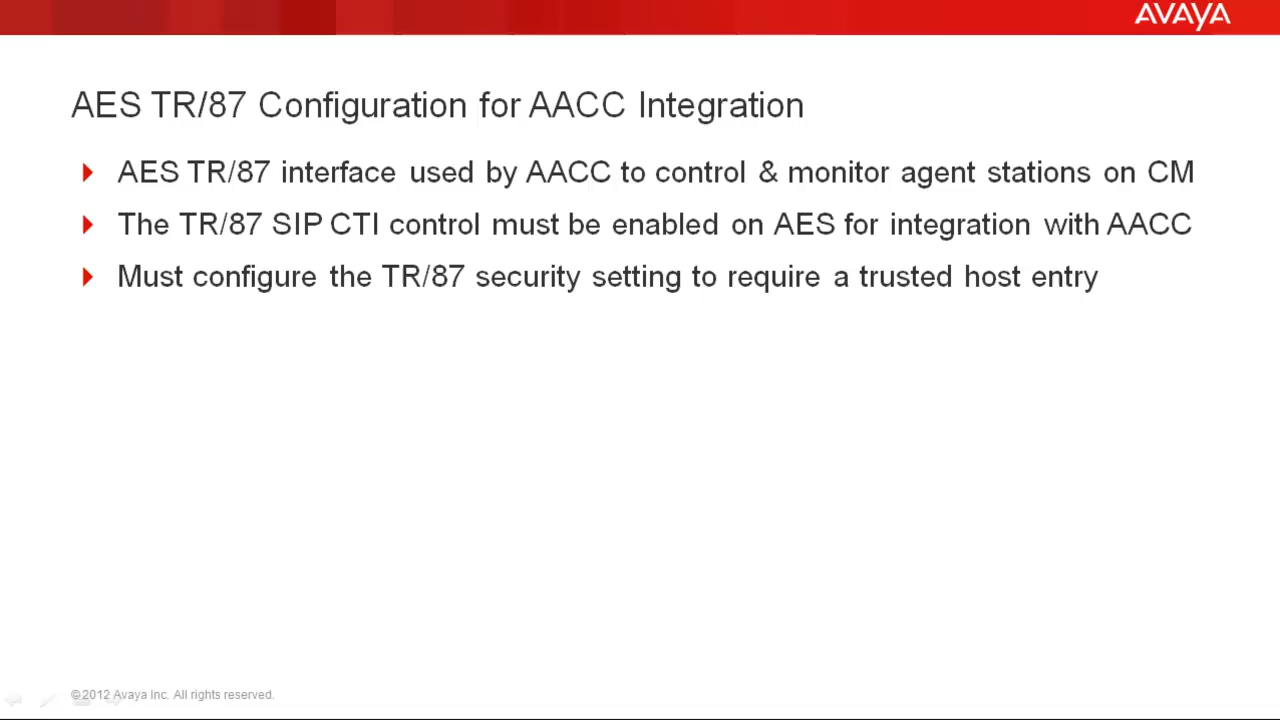 AVAYA
AES TR/87 Configuration for AACC Integration
AES TR/87 interface used by AACC to control & monitor agent stations on CM
The TR/87 SIP CTI control must be enabled on AES for integration with AACC
Must configure the TR/87 security setting to require a trusted host entry
©2012 Avaya Inc. All rights reserved.